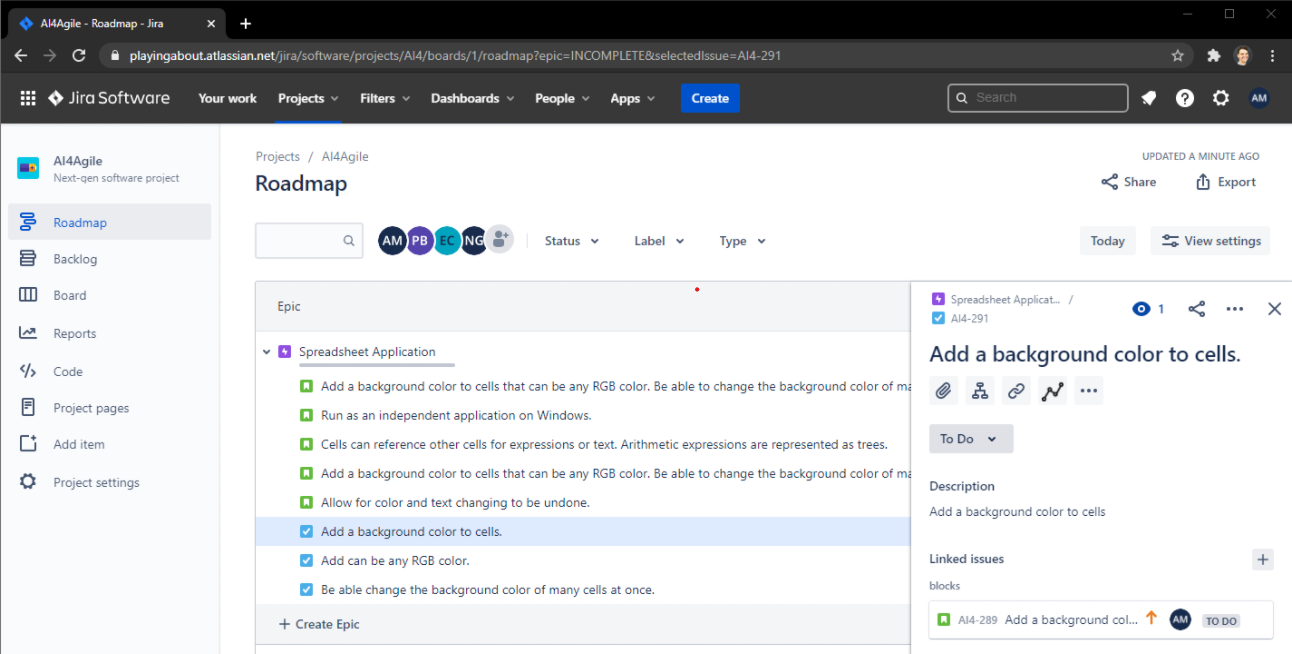 AI4Agile - Roadmap - Jira
playingabout.atlassian.net/jira/software/projects/AI4/boards/1/roadmap?epic=INCOMPLETE&selectedIssue=AI4-291
Jira Software Your work Projects Filters Dashboards People Apps Create Search AM
AI4Agile
Next-gen software project
Roadmap
Backlog
Board
Reports
Code
Project pages
Add item
Project settings
Projects / AI4Agile
UPDATED A MINUTE AGO
Roadmap
Share Export
AM PB EC NG Status Label Type Today View settings
Epic
Spreadsheet Application
Add a background color to cells that can be any RGB color. Be able to change the background color of ma
Run as an independent application on Windows.
Cells can reference other cells for expressions or text. Arithmetic expressions are represented as trees.
Add a background color to cells that can be any RGB color. Be able to change the background color of ma
Allow for color and text changing to be undone.
Add a background color to cells.
Add can be any RGB color.
Be able change the background color of many cells at once.
+ Create Epic
Spreadsheet Applicat... /
AI4-291
1
Add a background color to cells.
To Do
Description
Add a background color to cells
Linked issues
blocks
AI4-289 Add a background col... AM TO DO